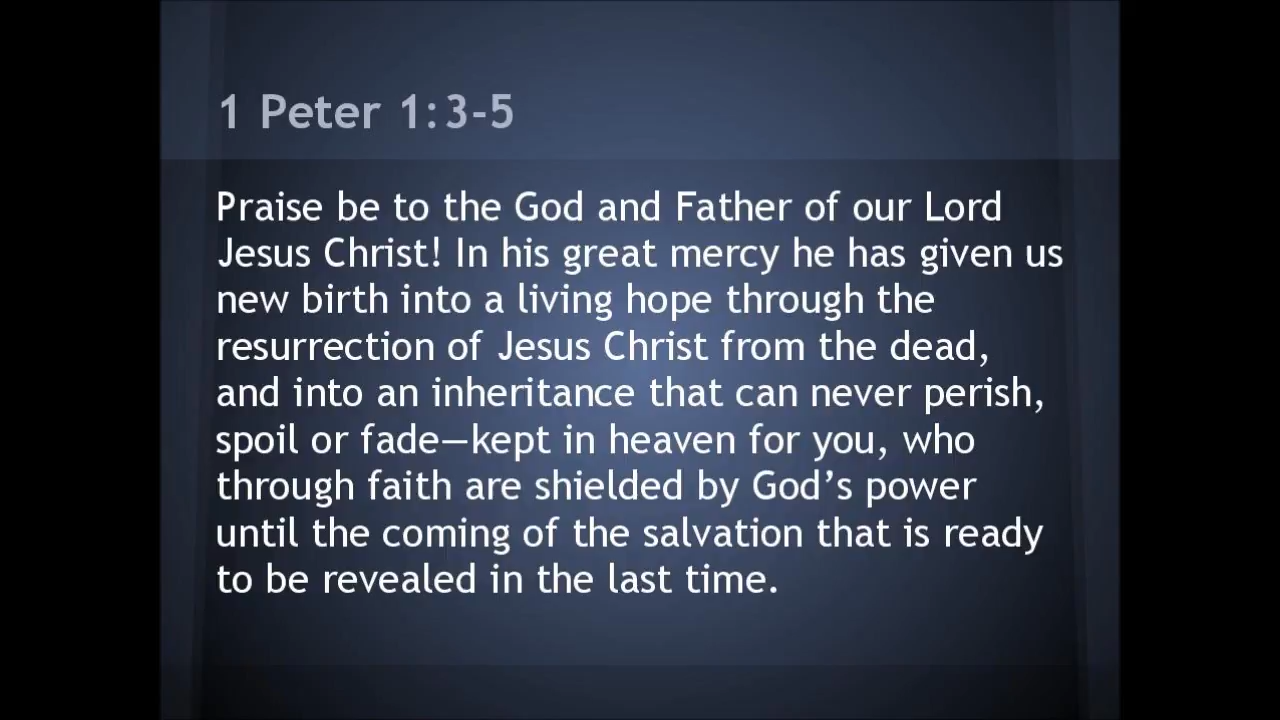 1 Peter 1:3-5
Praise be to the God and Father of our Lord
Jesus Christ! In his great mercy he has given us
new birth into a living hope through the
resurrection of Jesus Christ from the dead,
and into an inheritance that can never perish,
spoil or fade—kept in heaven for you, who
through faith are shielded by God’s power
until the coming of the salvation that is ready
to be revealed in the last time.